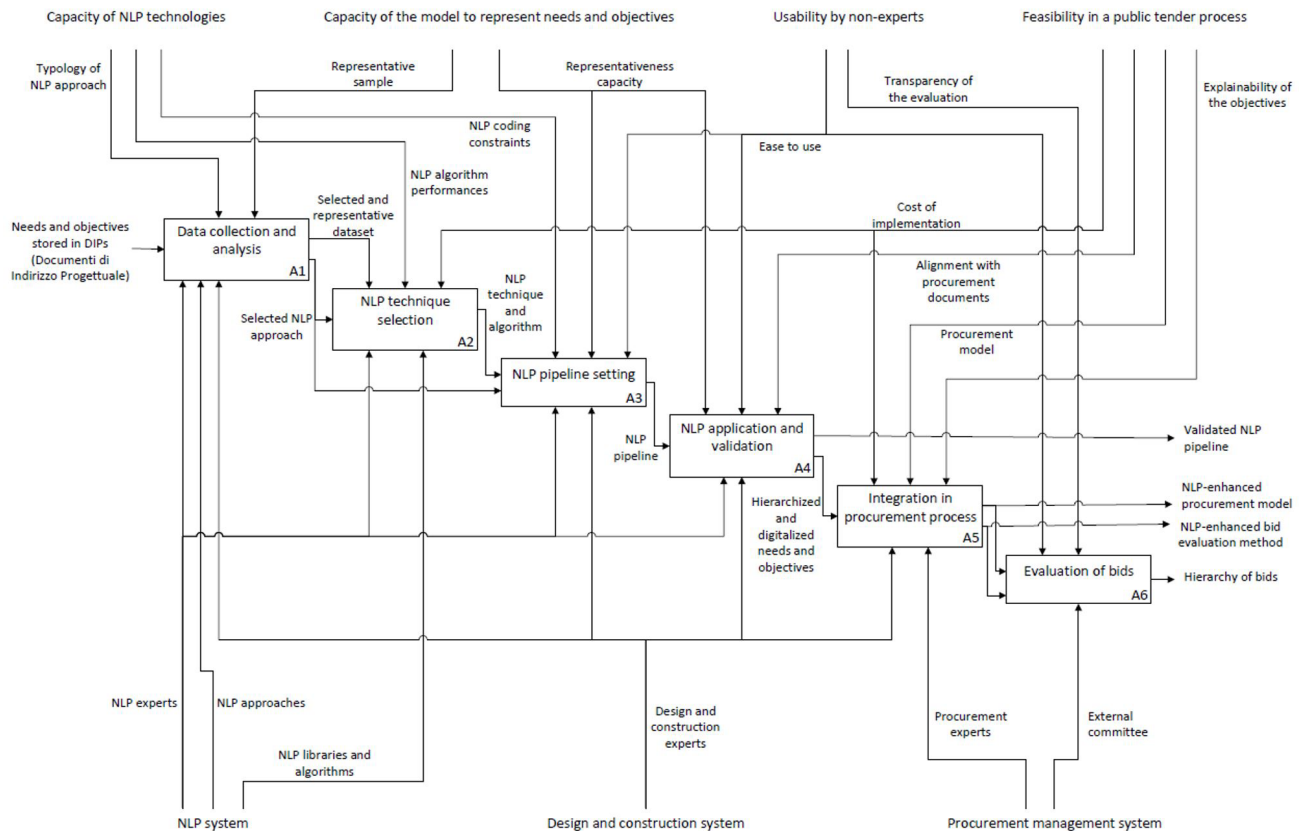 Capacity of NLP technologies
Capacity of the model to represent needs and objectives
Usability by non-experts
Feasibility in a public tender process
Typology of
NLP approach
Representative
sample
Representativeness
capacity
Transparency of
the evaluation
Explainability of
the objectives
NLP coding
constraints
Ease to use
NLP algorithm
performances
Selected and
representative
dataset
Cost of
implementation
Needs and objectives
stored in DIPs
(Documenti di
Indirizzo Progettuale)
Data collection and
analysis
A1
Alignment with
procurement
documents
NLP
technique
and
algorithm
Selected NLP
approach
NLP technique
selection
A2
Procurement
model
NLP pipeline setting
A3
NLP
pipeline
NLP application and
validation
A4
Validated NLP
pipeline
Hierarchized
and
digitalized
needs and
objectives
Integration in
procurement process
A5
NLP-enhanced
procurement model
NLP-enhanced bid
evaluation method
Evaluation of bids
A6
Hierarchy of bids
NLP experts
NLP approaches
Design and
construction
experts
Procurement
experts
External
committee
NLP libraries and
algorithms
NLP system
Design and construction system
Procurement management system